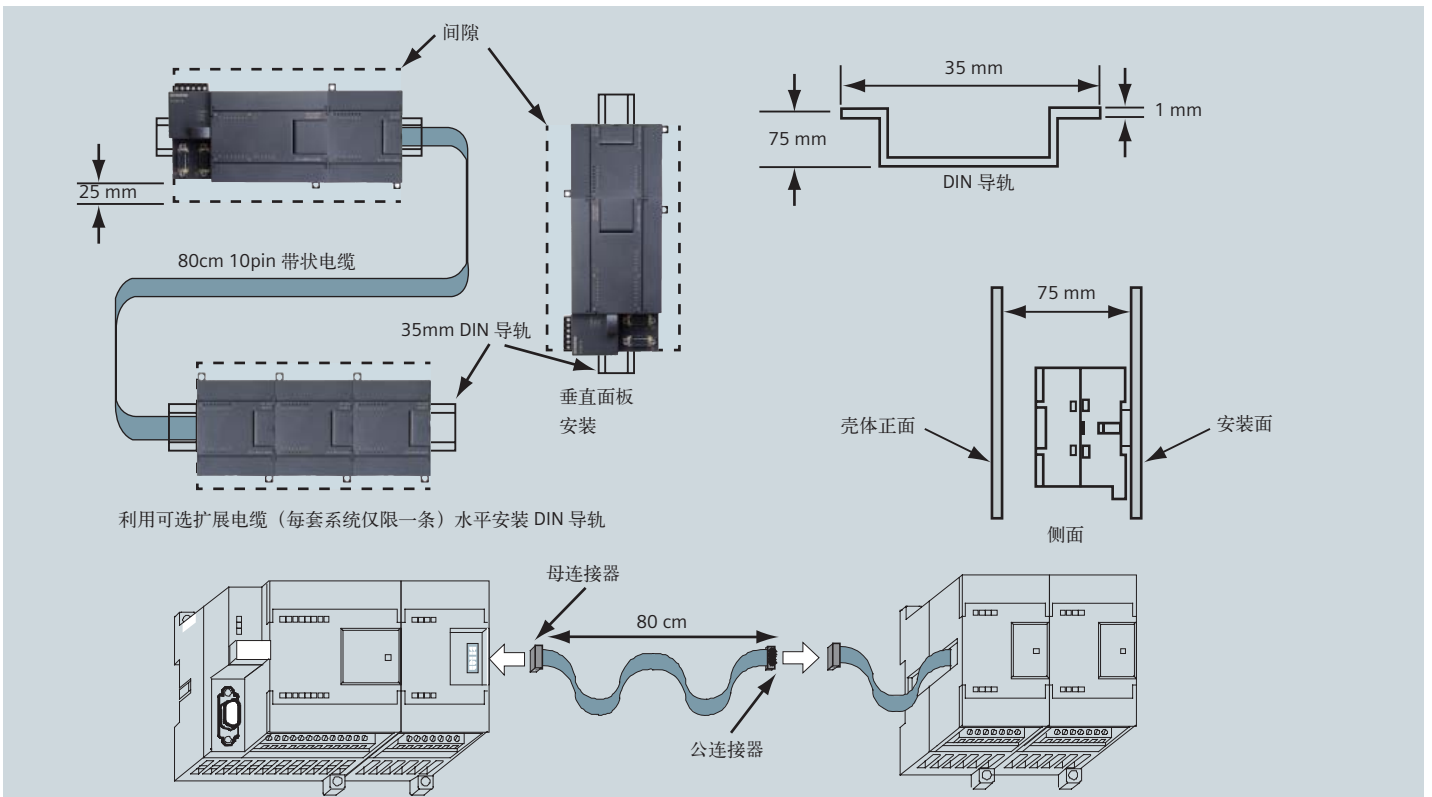 间隙
35 mm
1 mm
75 mm
DIN 导轨
25 mm
80cm 10pin 带状电缆
35mm DIN 导轨
垂直面板
安装
75 mm
壳体正面
安装面
侧面
利用可选扩展电缆（每套系统仅限一条）水平安装 DIN 导轨
母连接器
80 cm
公连接器